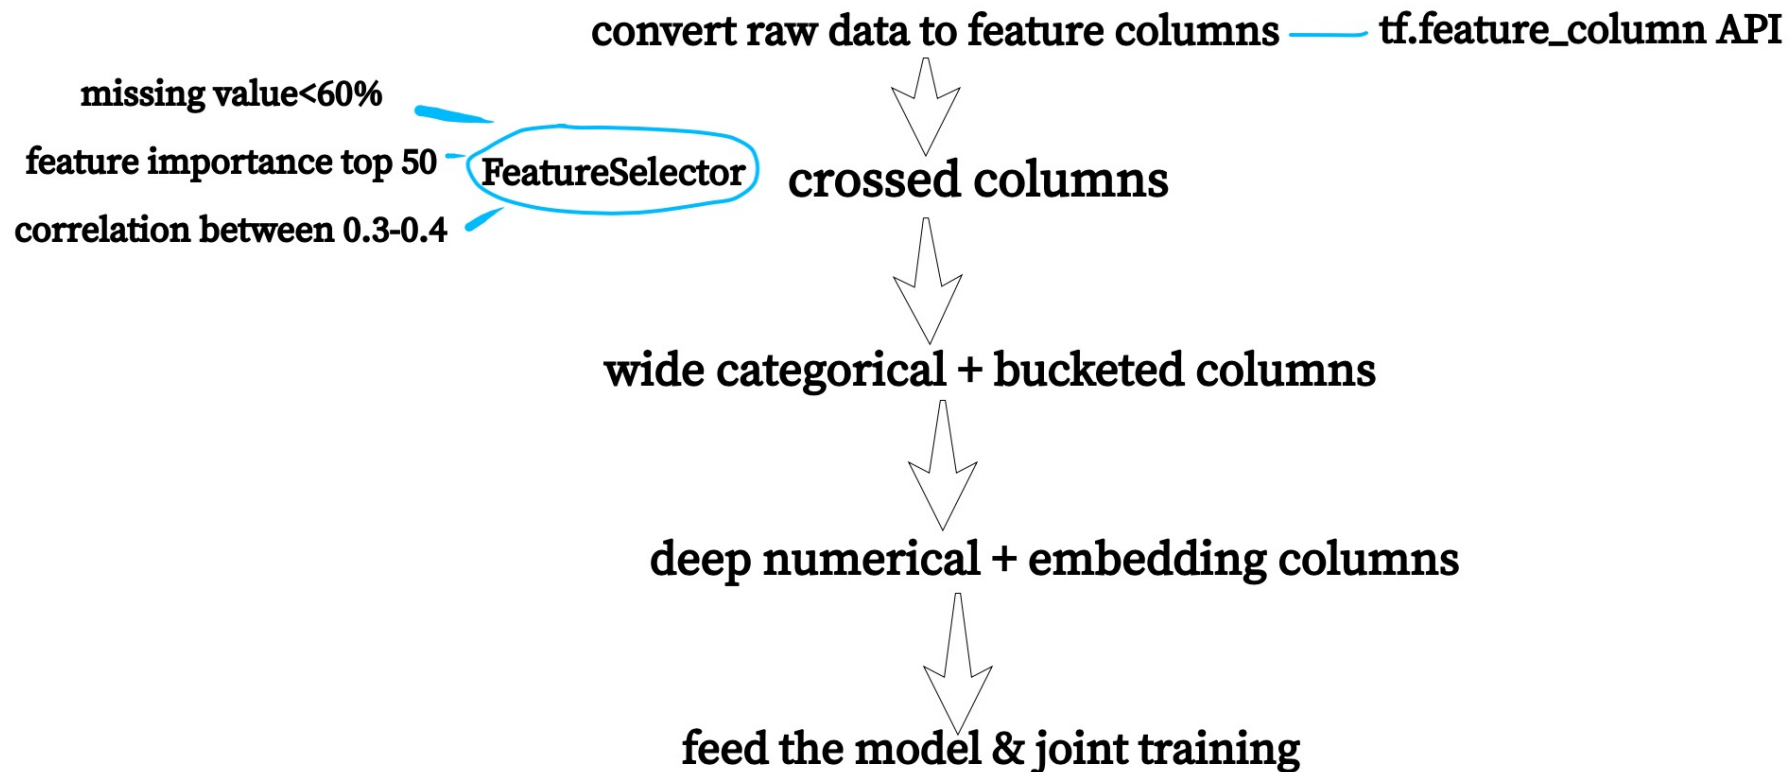 convert raw data to feature columns
tf.feature_column API
missing value<60%
feature importance top 50
correlation between 0.3-0.4
FeatureSelector
crossed columns
wide categorical + bucketed columns
deep numerical + embedding columns
feed the model & joint training